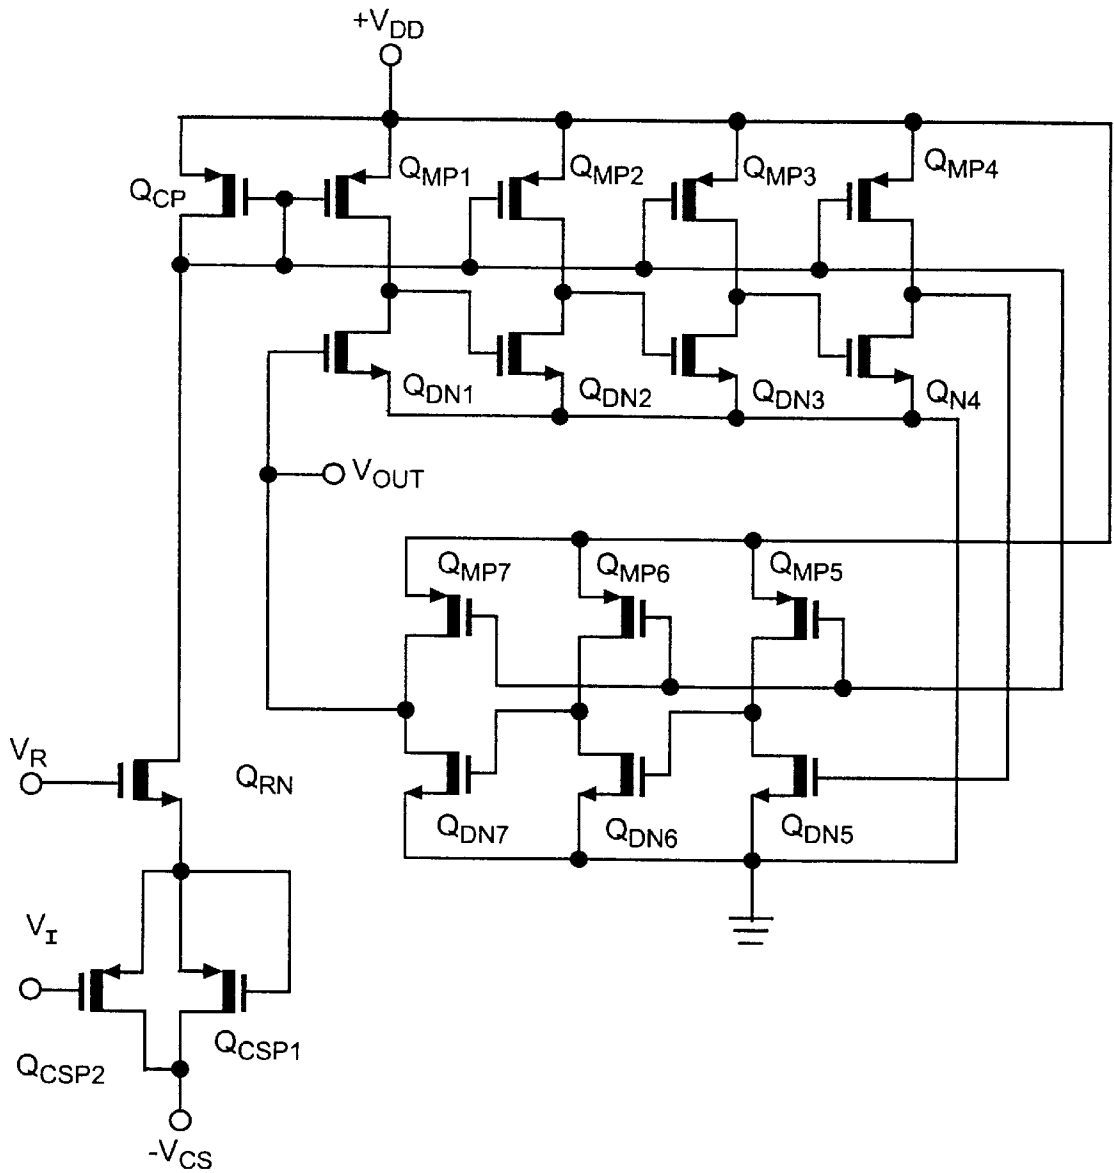 +VDD
QCP
QMP1
QMP2
QMP3
QMP4
QDN1
QDN2
QDN3
QN4
VOUT
QMP7
QMP6
QMP5
VR
QRN
QDN7
QDN6
QDN5
VI
QCSP1
QCSP2
-VCS